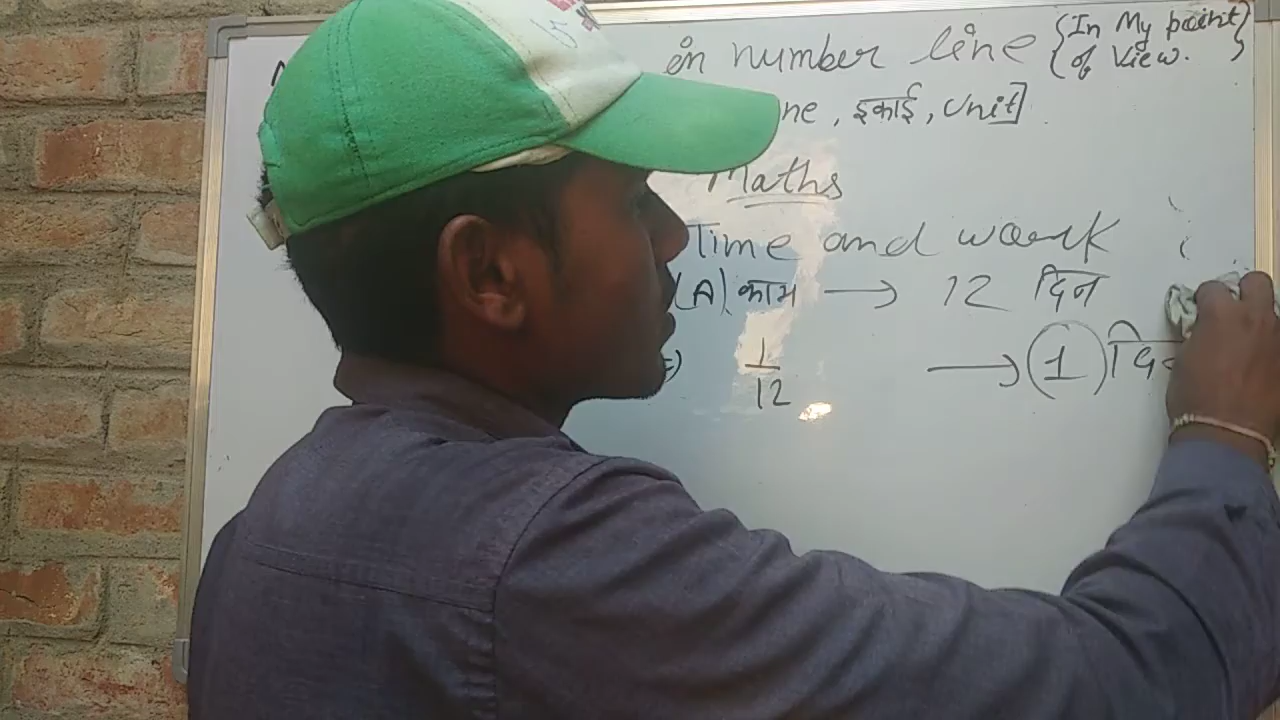 in number line {In My point of View.}
ne, इकाई, Unit]
Maths
Time and work
(A) काम → 12 दिन
1/12 → (1) दि